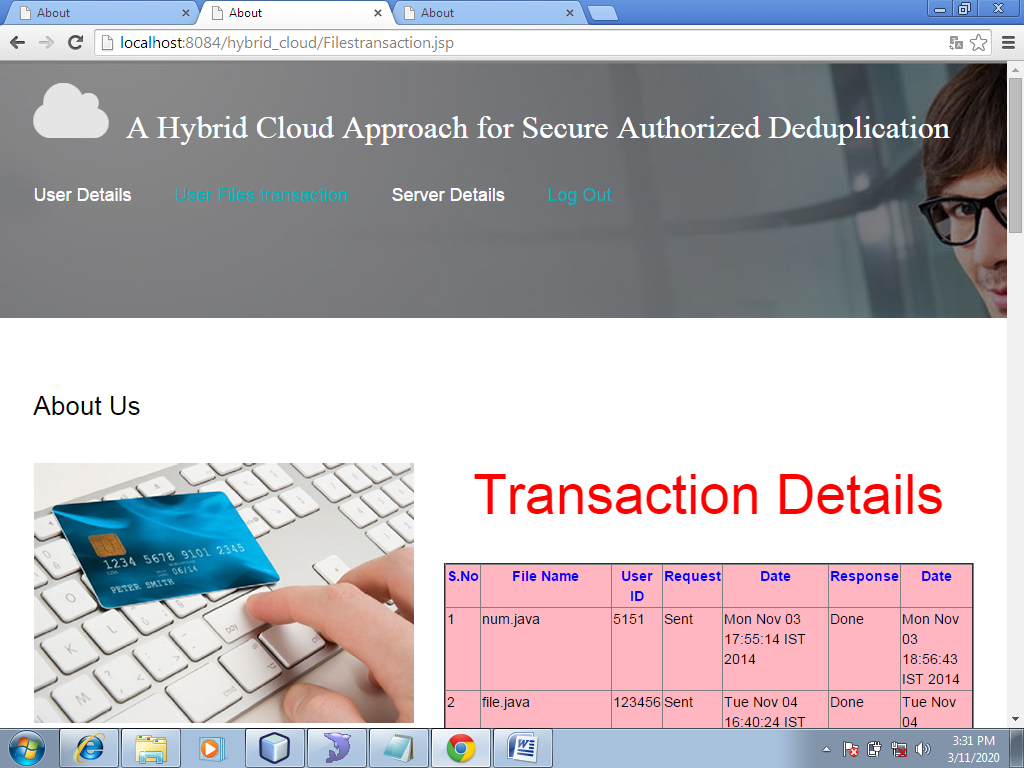 About
About
About
localhost:8084/hybrid_cloud/Filestransaction.jsp
A Hybrid Cloud Approach for Secure Authorized Deduplication
User Details User Files transaction Server Details Log Out
About Us
1234 5678 9101 2345
06/14
PETER SMITH
Transaction Details
S.No File Name User ID Request Date Response Date
1 num.java 5151 Sent Mon Nov 03 17:55:14 IST 2014 Done Mon Nov 03 18:56:43 IST 2014
2 file.java 123456 Sent Tue Nov 04 16:40:24 IST Done Tue Nov 04
3:31 PM
3/11/2020